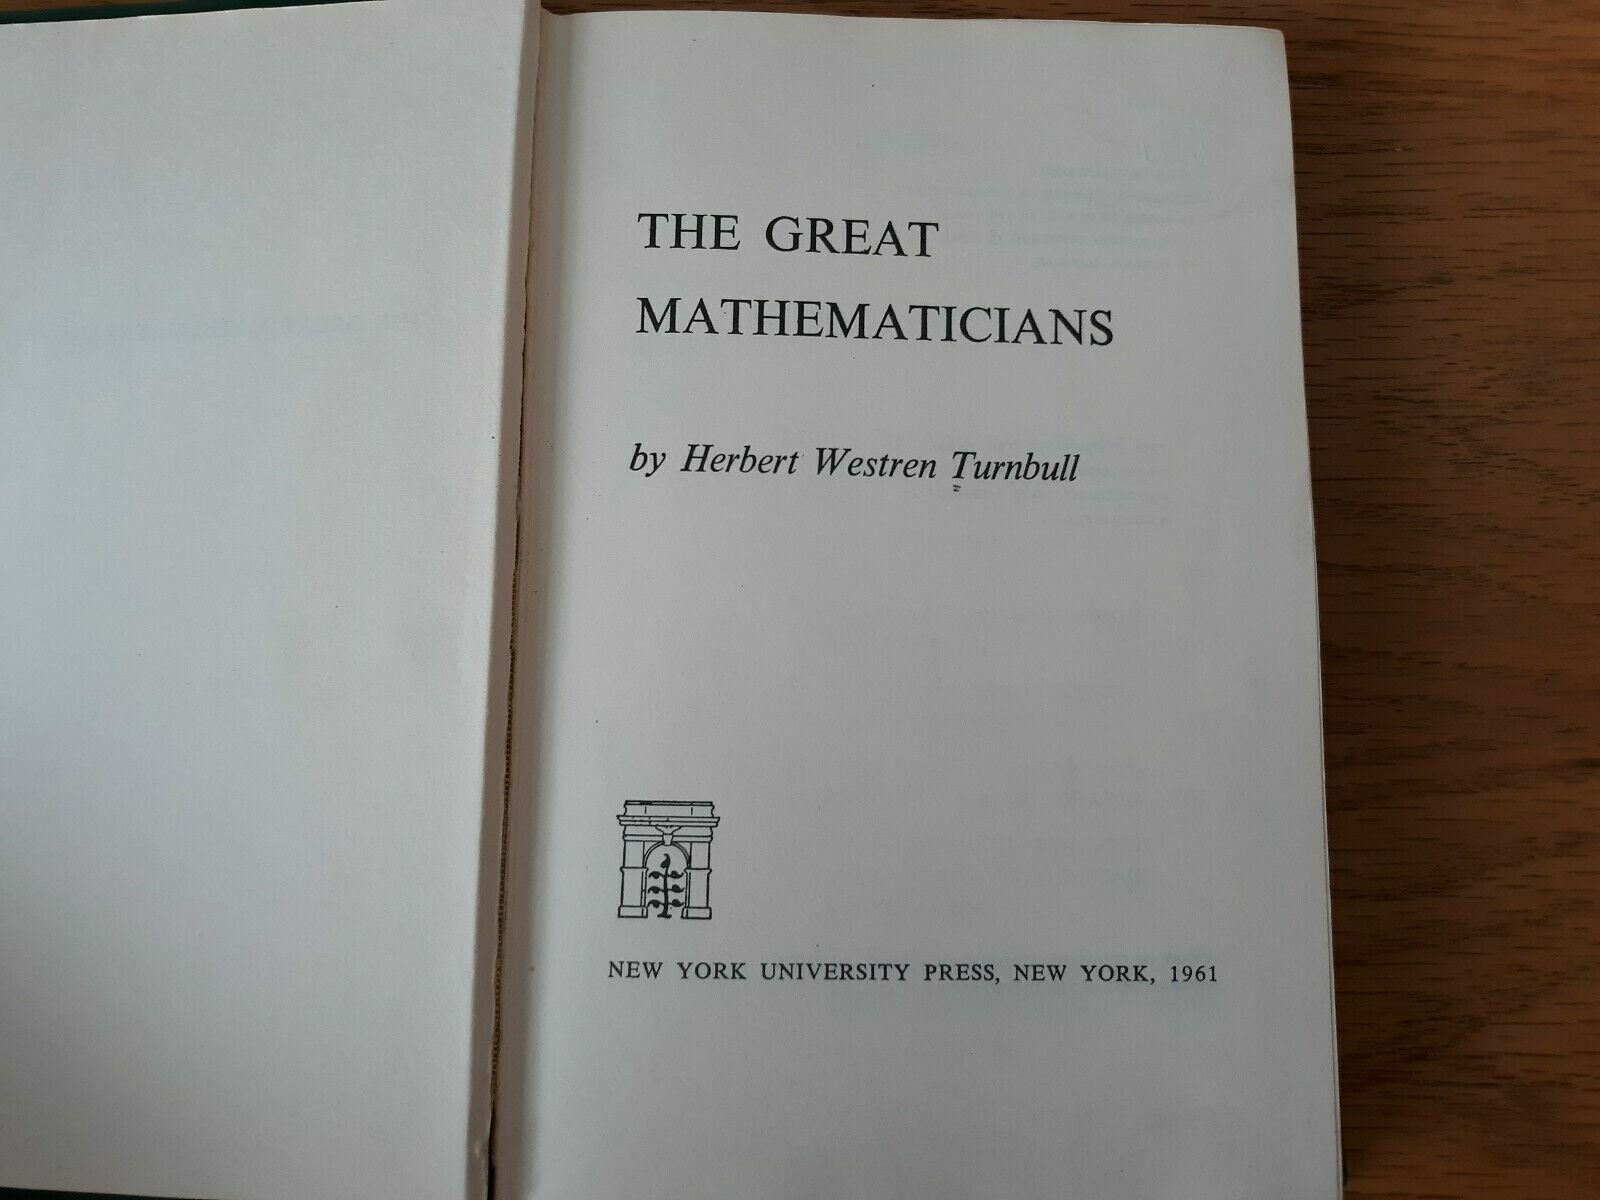 THE GREAT
MATHEMATICIANS
by Herbert Westren Turnbull
NEW YORK UNIVERSITY PRESS, NEW YORK, 1961